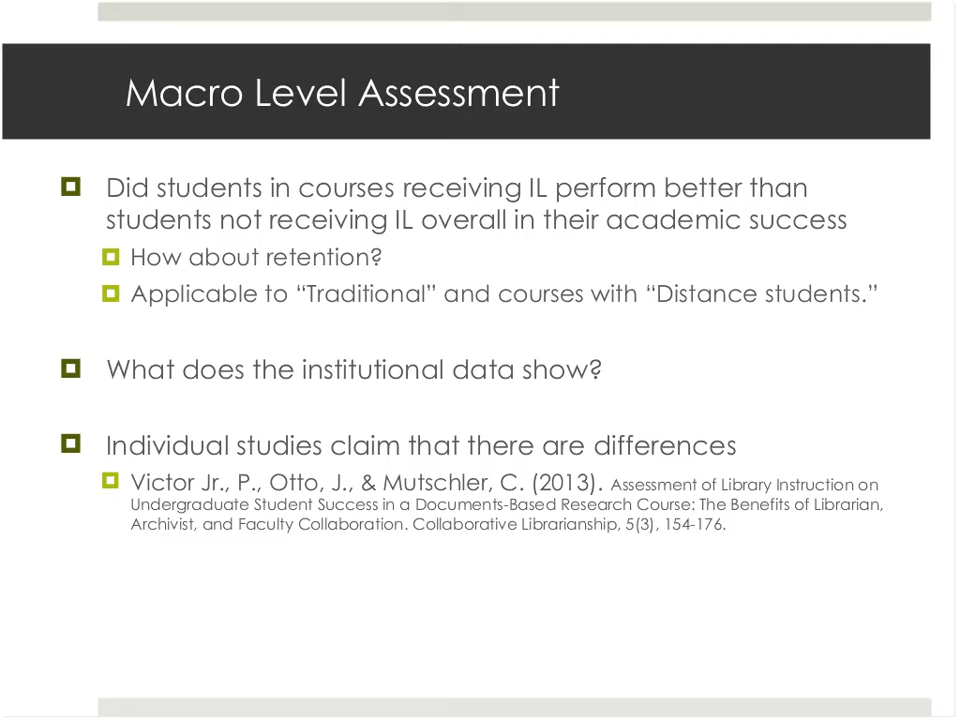 Macro Level Assessment
Did students in courses receiving IL perform better than
students not receiving IL overall in their academic success
How about retention?
Applicable to “Traditional” and courses with “Distance students.”
What does the institutional data show?
Individual studies claim that there are differences
Victor Jr., P., Otto, J., & Mutschler, C. (2013). Assessment of Library Instruction on
Undergraduate Student Success in a Documents-Based Research Course: The Benefits of Librarian,
Archivist, and Faculty Collaboration. Collaborative Librarianship, 5(3), 154-176.